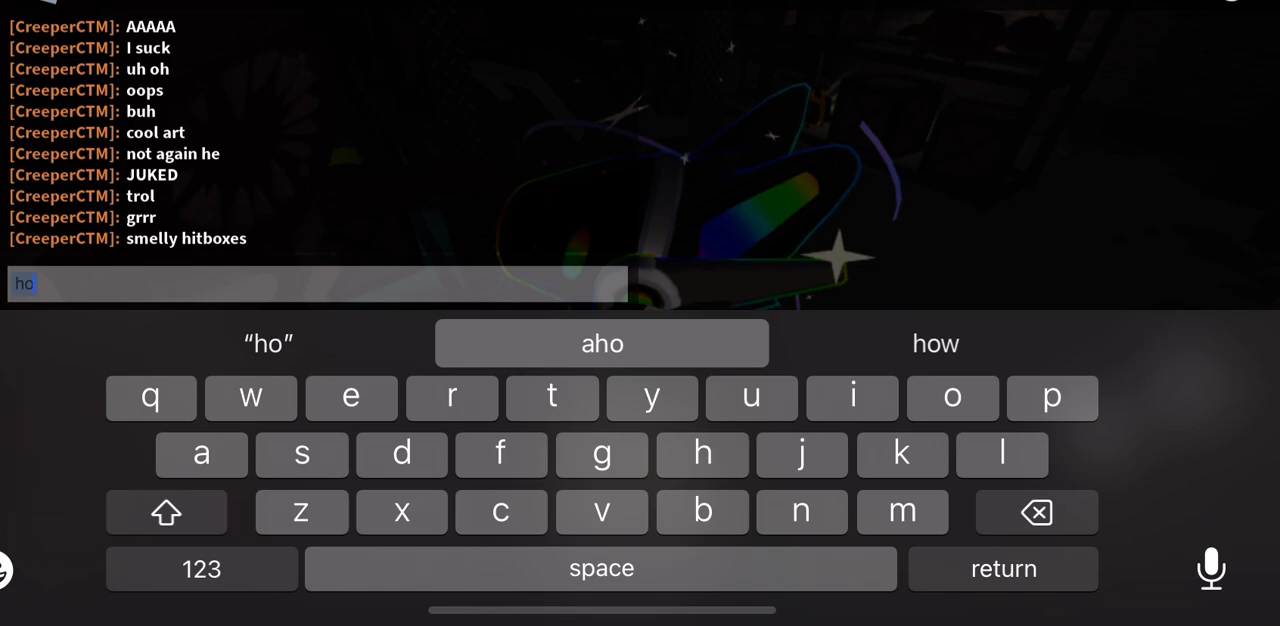 [CreeperCTM]: AAAAA
[CreeperCTM]: I suck
[CreeperCTM]: uh oh
[CreeperCTM]: oops
[CreeperCTM]: buh
[CreeperCTM]: cool art
[CreeperCTM]: not again he
[CreeperCTM]: JUKED
[CreeperCTM]: trol
[CreeperCTM]: grrr
[CreeperCTM]: smelly hitboxes
ho
“ho” aho how
q w e r t y u i o p
a s d f g h j k l
z x c v b n m
123 space return